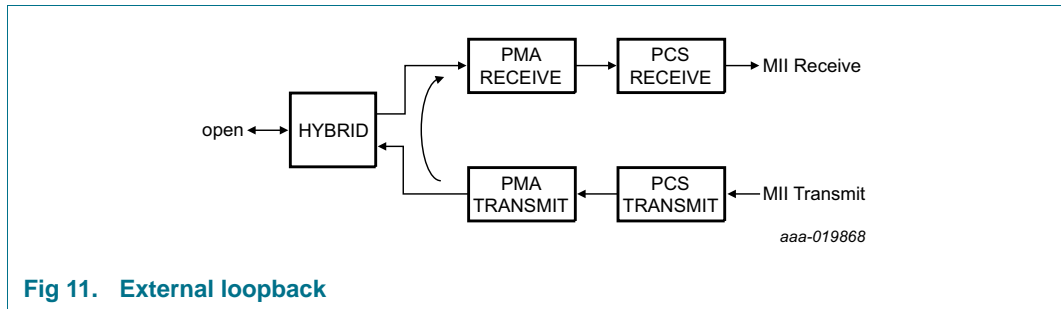 PMA
RECEIVE
PCS
RECEIVE
MII Receive
open
HYBRID
PMA
TRANSMIT
PCS
TRANSMIT
MII Transmit
aaa-019868
Fig 11. External loopback